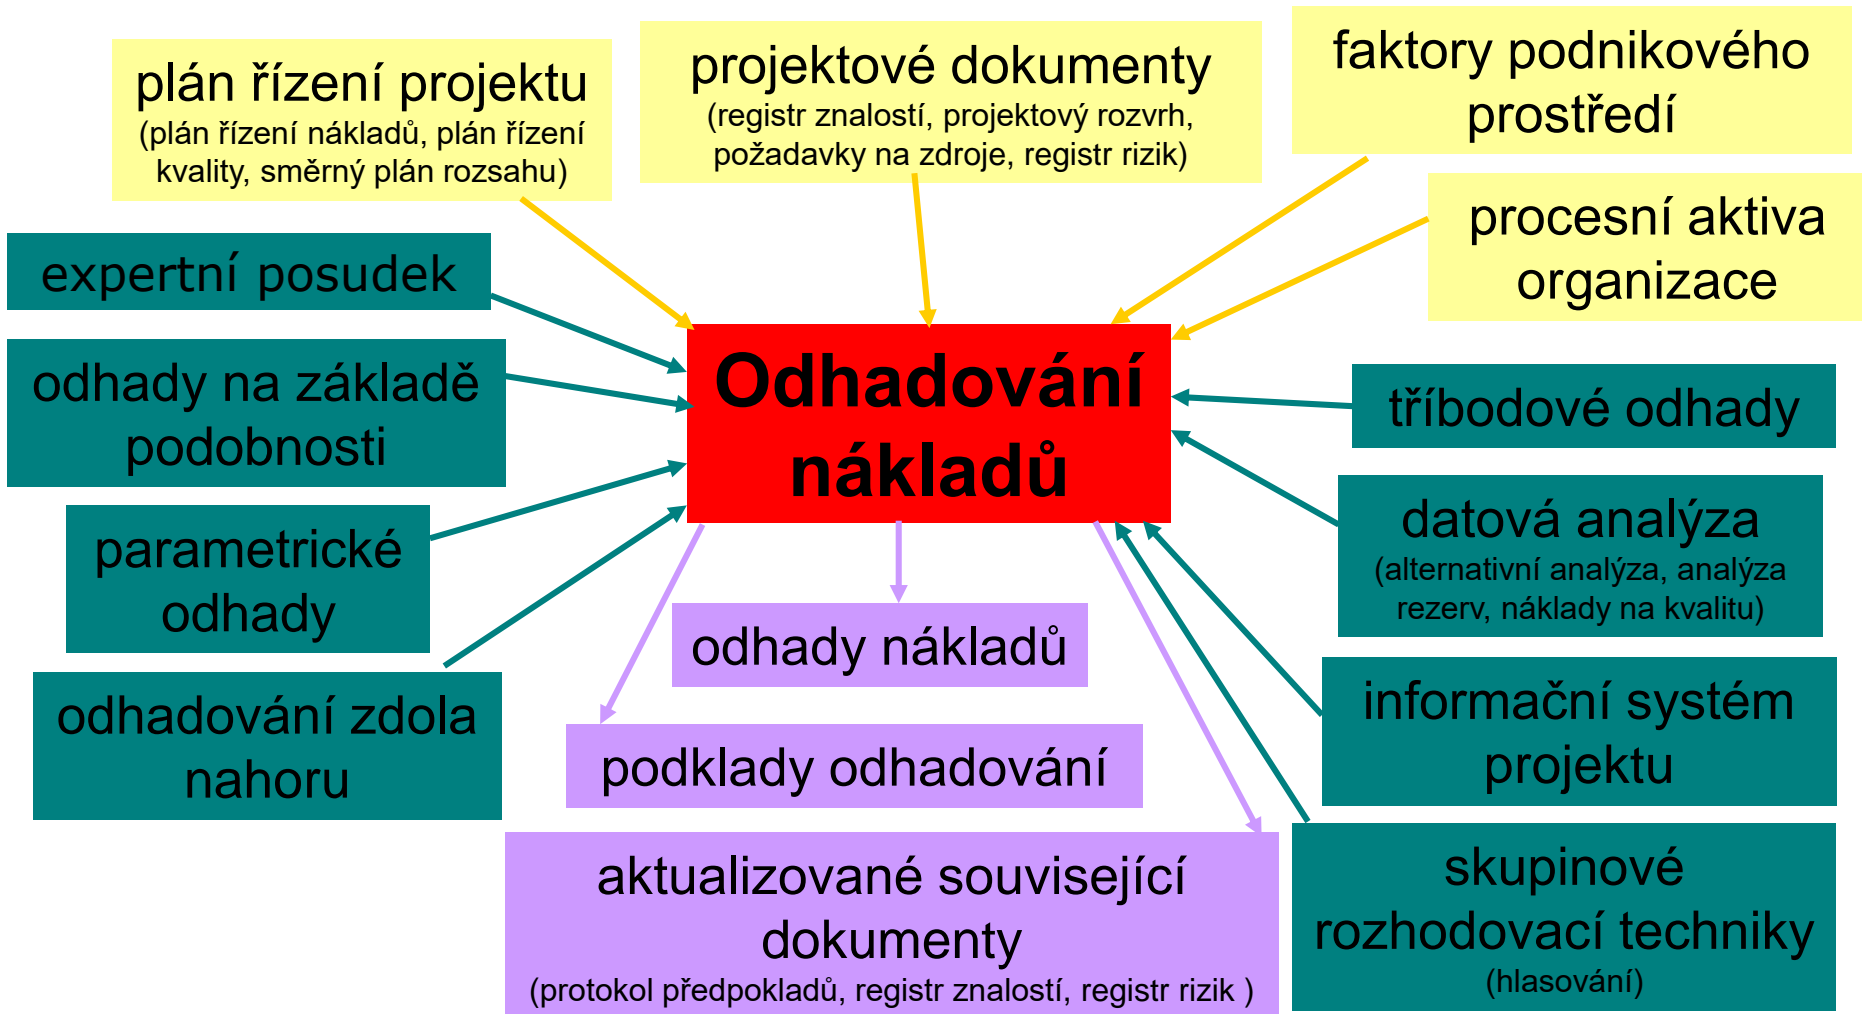 plán řízení projektu
(plán řízení nákladů, plán řízení
kvality, směrný plán rozsahu)
projektové dokumenty
(registr znalostí, projektový rozvrh,
požadavky na zdroje, registr rizik)
faktory podnikového
prostředí
procesní aktiva
organizace
expertní posudek
odhady na základě
podobnosti
parametrické
odhady
odhadování zdola
nahoru
Odhadování
nákladů
tříbodové odhady
datová analýza
(alternativní analýza, analýza
rezerv, náklady na kvalitu)
informační systém
projektu
skupinové
rozhodovací techniky
(hlasování)
odhady nákladů
podklady odhadování
aktualizované související
dokumenty
(protokol předpokladů, registr znalostí, registr rizik )